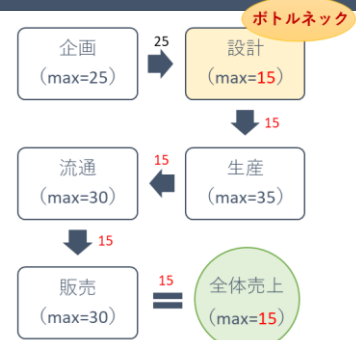 ボトルネック
企画
（max=25）
25
設計
（max=15）
15
生産
（max=35）
15
流通
（max=30）
15
販売
（max=30）
15
全体売上
（max=15）